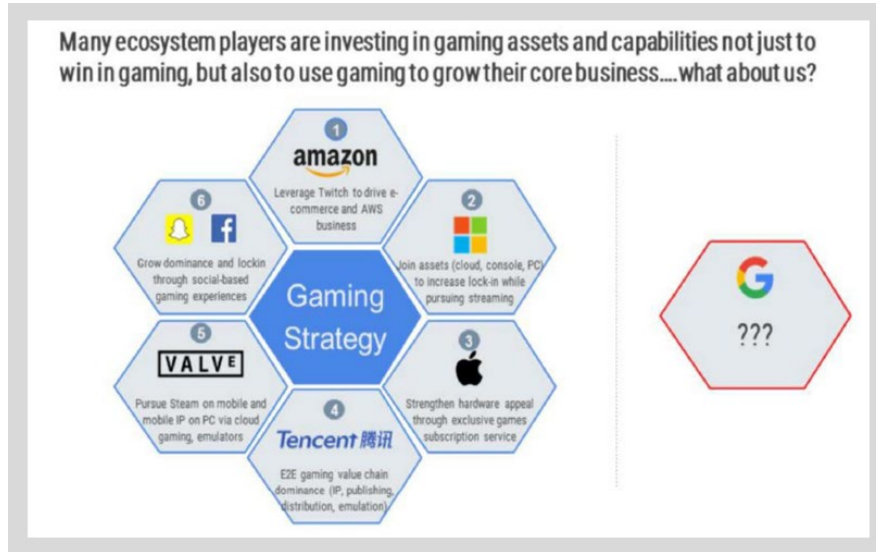 Many ecosystem players are investing in gaming assets and capabilities not just to
win in gaming, but also to use gaming to grow their core business....what about us?
1
amazon
Leverage Twitch to drive e-
commerce and AWS
business
2
Join assets (cloud, console, PC)
to increase lock-in while
pursuing streaming
3
Strengthen hardware appeal
through exclusive games
subscription service
4
Tencent 腾讯
E2E gaming value chain
dominance (IP, publishing,
distribution, emulation)
5
VALVE
Pursue Steam on mobile and
mobile IP on PC via cloud
gaming, emulators
6
f
Grow dominance and lockin
through social-based
gaming experiences
Gaming
Strategy
G
???